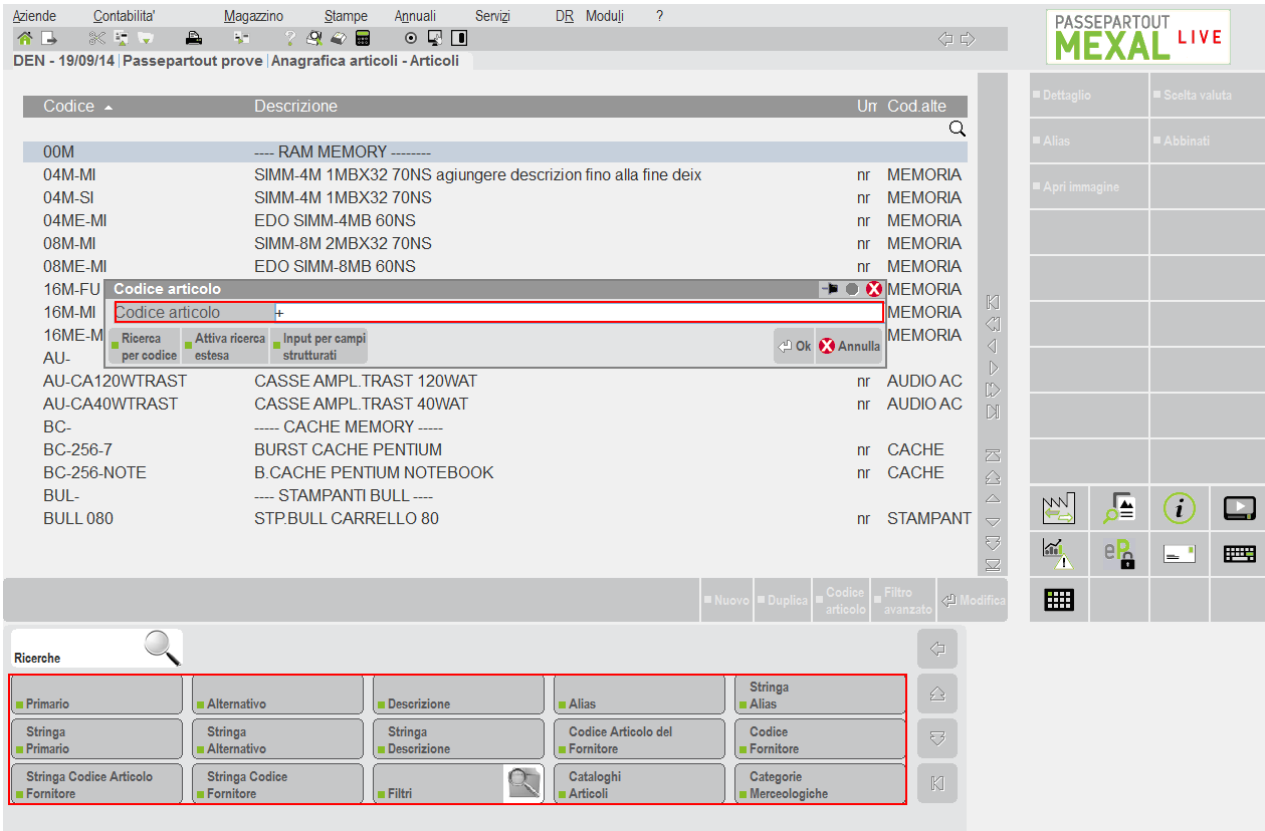 Aziende Contabilita' Magazzino Stampe Annuali Servizi DR Moduli ?
PASSEPARTOUT
MEXAL LIVE
DEN - 19/09/14 | Passepartout prove | Anagrafica articoli - Articoli
Codice Descrizione Um Cod.alte
00M ---- RAM MEMORY --------
04M-MI SIMM-4M 1MBX32 70NS agiungere descrizion fino alla fine deix nr MEMORIA
04M-SI SIMM-4M 1MBX32 70NS nr MEMORIA
04ME-MI EDO SIMM-4MB 60NS nr MEMORIA
08M-MI SIMM-8M 2MBX32 70NS nr MEMORIA
08ME-MI EDO SIMM-8MB 60NS nr MEMORIA
16M-FU MEMORIA
16M-MI MEMORIA
16ME-M MEMORIA
AU-
Codice articolo
Codice articolo +
Ricerca per codice
Attiva ricerca estesa
Input per campi strutturati
Ok Annulla
AU-CA120WTRAST CASSE AMPL.TRAST 120WAT nr AUDIO AC
AU-CA40WTRAST CASSE AMPL.TRAST 40WAT nr AUDIO AC
BC- ----- CACHE MEMORY -----
BC-256-7 BURST CACHE PENTIUM nr CACHE
BC-256-NOTE B.CACHE PENTIUM NOTEBOOK nr CACHE
BUL- ---- STAMPANTI BULL ----
BULL 080 STP.BULL CARRELLO 80 nr STAMPANT
Dettaglio Scelta valuta
Alias Abbinati
Apri immagine
Nuovo Duplica Codice articolo Filtro avanzato Modifica
Ricerche
Primario Alternativo Descrizione Alias Stringa Alias
Stringa Primario Stringa Alternativo Stringa Descrizione Codice Articolo del Fornitore Codice Fornitore
Stringa Codice Articolo Fornitore Stringa Codice Fornitore Filtri Cataloghi Articoli Categorie Merceologiche